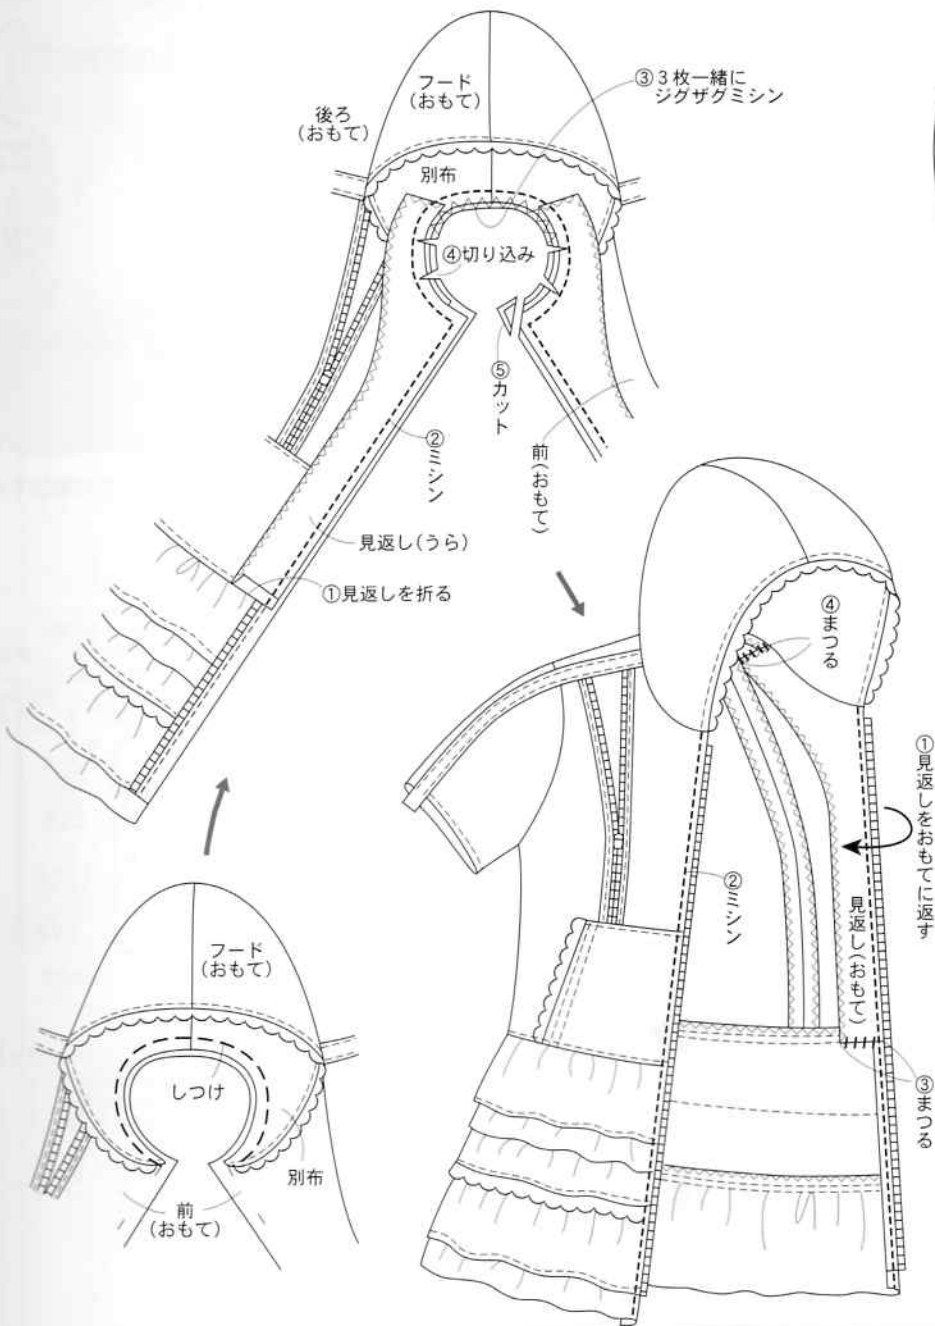 フード
(おもて)
後ろ
(おもて)
③3枚一緒に
ジグザグミシン
別布
④切り込み
⑤カット
②ミシン
前(おもて)
見返し(うら)
①見返しを折る
フード
(おもて)
しつけ
別布
前
(おもて)
④まつる
①見返しをおもてに返す
②ミシン
見返し(おもて)
③まつる